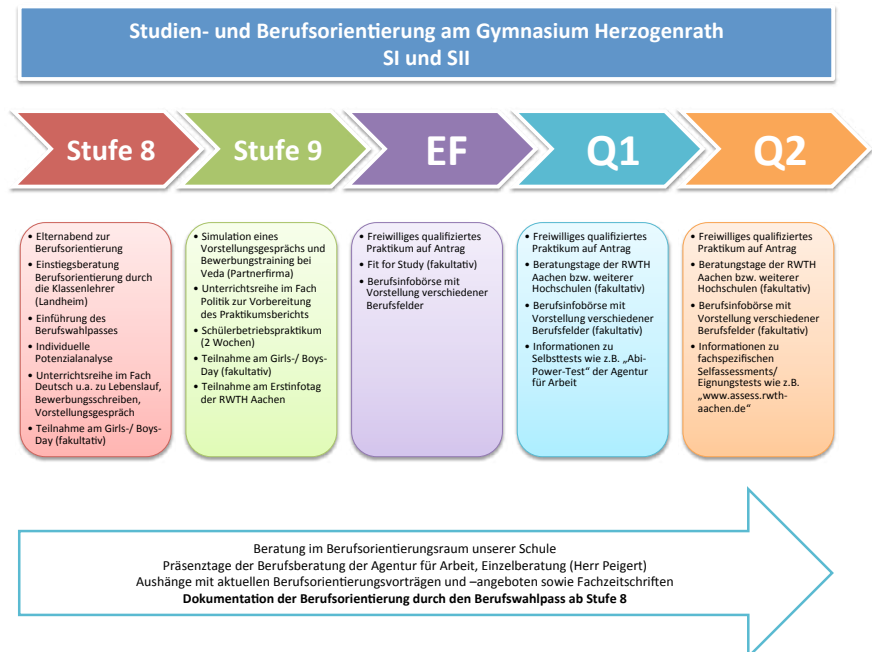 Studien- und Berufsorientierung am Gymnasium Herzogenrath
SI und SII
Stufe 8
Stufe 9
EF
Q1
Q2
• Elternabend zur
Berufsorientierung
• Einstiegsberatung
Berufsorientierung durch
die Klassenlehrer
(Landheim)
• Einführung des
Berufswahlpasses
• Individuelle
Potenzialanalyse
• Unterrichtsreihe im Fach
Deutsch u.a. zu Lebenslauf,
Bewerbungsschreiben,
Vorstellungsgespräch
• Teilnahme am Girls-/ Boys-
Day (fakultativ)
• Simulation eines
Vorstellungsgesprächs und
Bewerbungstraining bei
Veda (Partnerfirma)
• Unterrichtsreihe im Fach
Politik zur Vorbereitung
des Praktikumsberichts
• Schülerbetriebspraktikum
(2 Wochen)
• Teilnahme am Girls-/ Boys-
Day (fakultativ)
• Teilnahme am Erstinfotag
der RWTH Aachen
• Freiwilliges qualifiziertes
Praktikum auf Antrag
• Fit for Study (fakultativ)
• Berufsinfobörse mit
Vorstellung verschiedener
Berufsfelder
• Freiwilliges qualifiziertes
Praktikum auf Antrag
• Beratungstage der RWTH
Aachen bzw. weiterer
Hochschulen (fakultativ)
• Berufsinfobörse mit
Vorstellung verschiedener
Berufsfelder (fakultativ)
• Informationen zu
Selbsttests wie z.B. „Abi-
Power-Test“ der Agentur
für Arbeit
• Freiwilliges qualifiziertes
Praktikum auf Antrag
• Beratungstage der RWTH
Aachen bzw. weiterer
Hochschulen (fakultativ)
• Berufsinfobörse mit
Vorstellung verschiedener
Berufsfelder (fakultativ)
• Informationen zu
fachspezifischen
Selfassessments/
Eignungstests wie z.B.
„www.assess.rwth-
aachen.de“
Beratung im Berufsorientierungsraum unserer Schule
Präsenztage der Berufsberatung der Agentur für Arbeit, Einzelberatung (Herr Peigert)
Aushänge mit aktuellen Berufsorientierungsvorträgen und –angeboten sowie Fachzeitschriften
Dokumentation der Berufsorientierung durch den Berufswahlpass ab Stufe 8